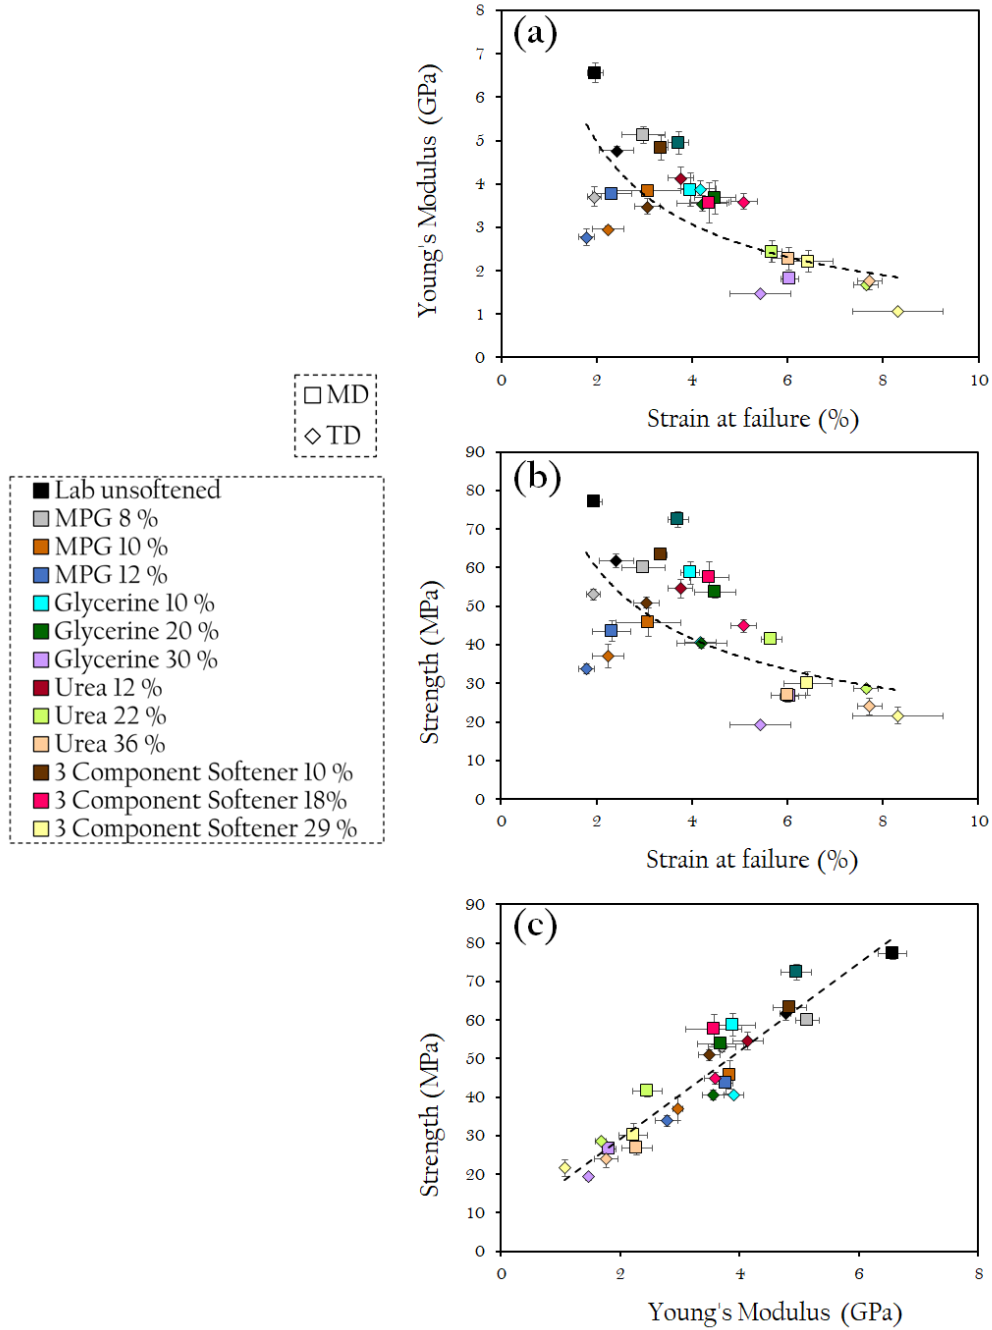 (a)
8
7
6
5
4
3
2
1
0
Young's Modulus (GPa)
0 2 4 6 8 10
Strain at failure (%)
MD
TD
Lab unsoftened
MPG 8 %
MPG 10 %
MPG 12 %
Glycerine 10 %
Glycerine 20 %
Glycerine 30 %
Urea 12 %
Urea 22 %
Urea 36 %
3 Component Softener 10 %
3 Component Softener 18%
3 Component Softener 29 %
(b)
90
80
70
60
50
40
30
20
10
0
Strength (MPa)
0 2 4 6 8 10
Strain at failure (%)
(c)
90
80
70
60
50
40
30
20
10
0
Strength (MPa)
0 2 4 6 8
Young's Modulus (GPa)